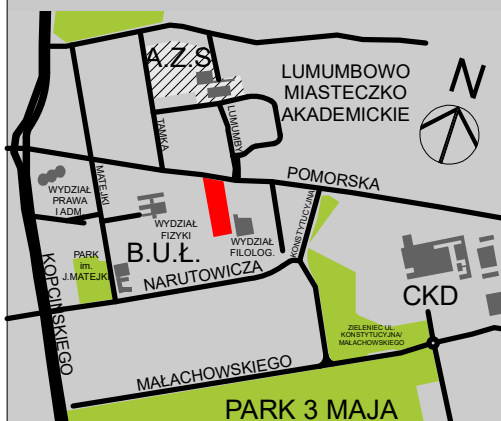 A.Z.S
LUMUMBOWO
MIASTECZKO
AKADEMICKIE
N
TAMKA
LUMUMBY
POMORSKA
WYDZIAŁ
PRAWA
I ADM.
MATEJKI
WYDZIAŁ
FIZYKI
WYDZIAŁ
FILOLOG.
KONSTYTUCYJNA
PARK
im.
J.MATEJKI
B.U.Ł.
NARUTOWICZA
KOPCIŃSKIEGO
CKD
ZIELENIEC UL.
KONSTYTUCYJNA/
MAŁACHOWSKIEGO
MAŁACHOWSKIEGO
PARK 3 MAJA